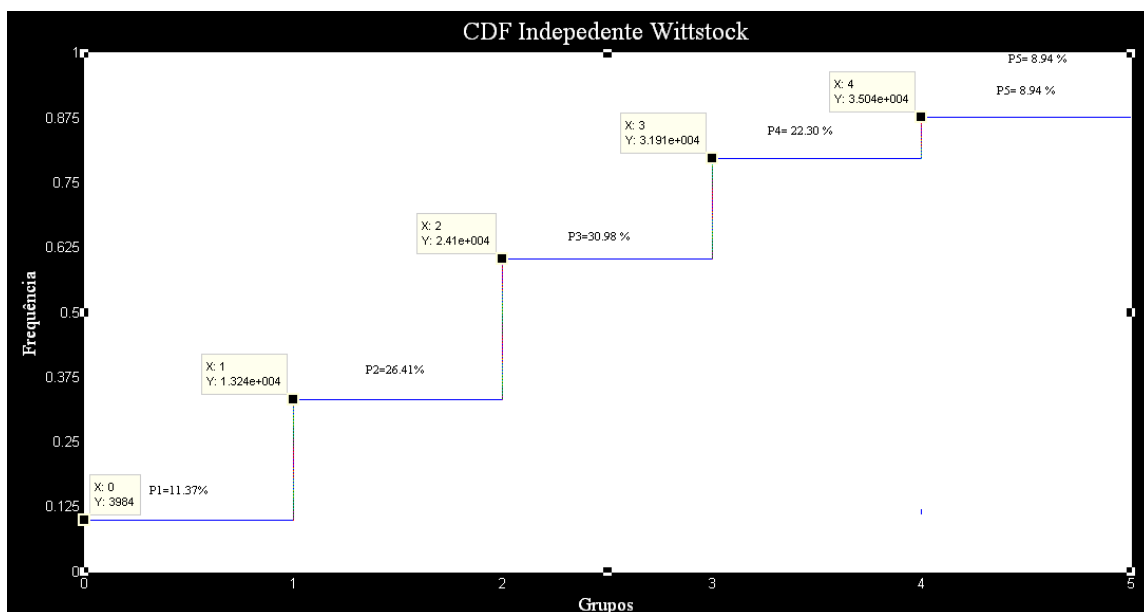 CDF Indepedente Wittstock
1
P5= 8.94 %
X: 4
Y: 3.504e+004
P5= 8.94 %
0.875
X: 3
Y: 3.191e+004
P4= 22.30 %
0.75
X: 2
Y: 2.41e+004
P3=30.98 %
0.625
Frequência
0.5
X: 1
Y: 1.324e+004
P2=26.41%
0.375
0.25
X: 0
Y: 3984
P1=11.37%
0.125
0
0 1 2 3 4 5
Grupos